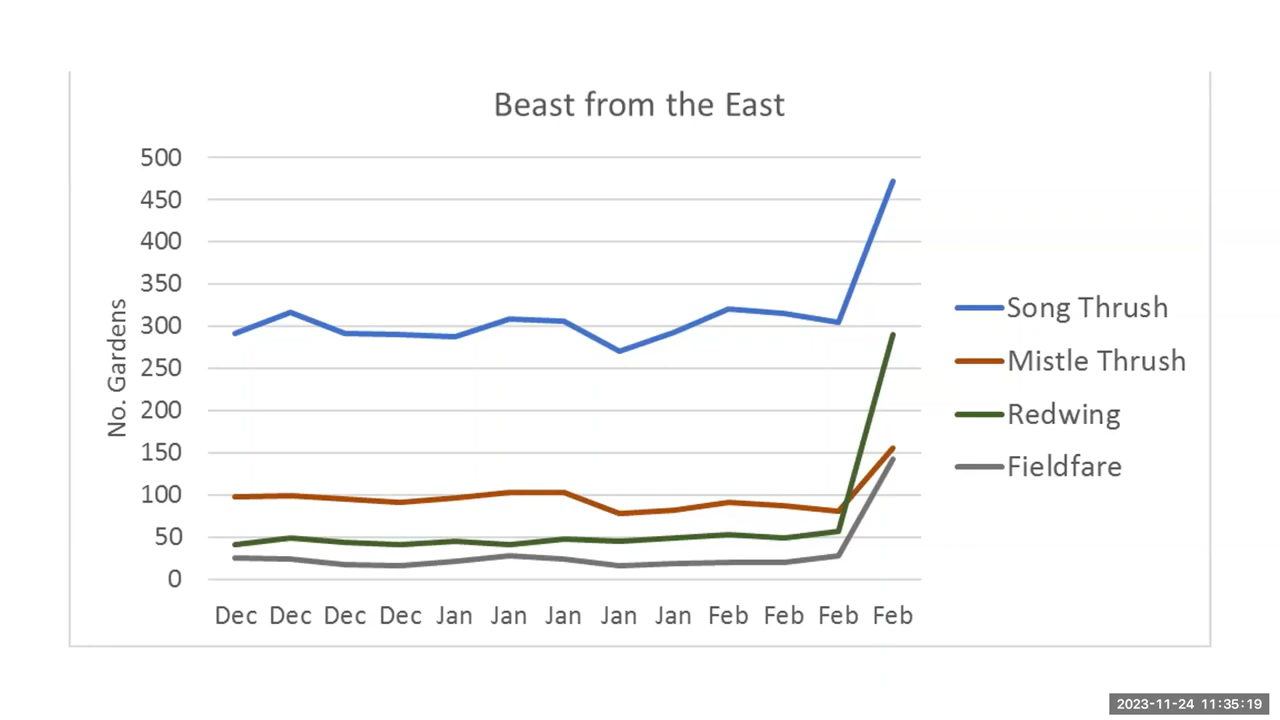 Beast from the East
500
450
400
350
300
250
200
150
100
50
0
No. Gardens
Dec Dec Dec Dec Jan Jan Jan Jan Jan Feb Feb Feb Feb
Song Thrush
Mistle Thrush
Redwing
Fieldfare
2023-11-24 11:35:19